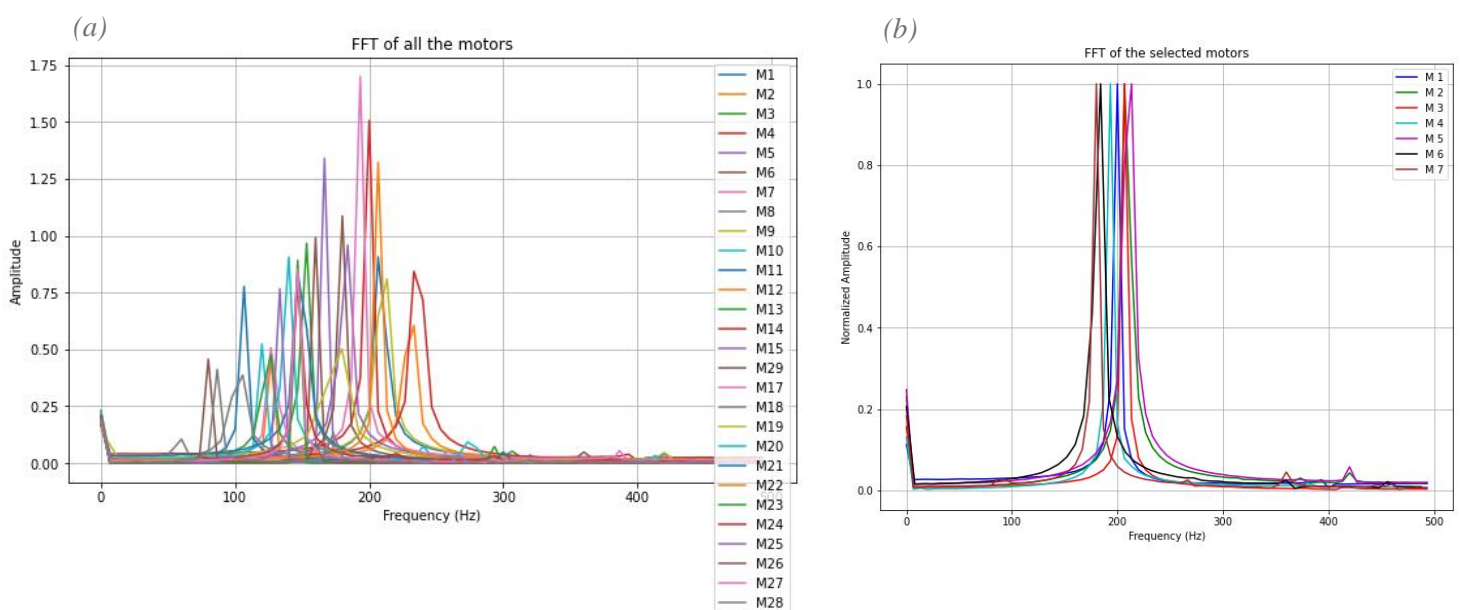 (a)
FFT of all the motors
1.75
1.50
1.25
1.00
0.75
0.50
0.25
0.00
Amplitude
0
100
200
300
400
500
Frequency (Hz)
M1
M2
M3
M4
M5
M6
M7
M8
M9
M10
M11
M12
M13
M14
M15
M29
M17
M18
M19
M20
M21
M22
M23
M24
M25
M26
M27
M28
(b)
FFT of the selected motors
1.0
0.8
0.6
0.4
0.2
0.0
Normalized Amplitude
0
100
200
300
400
500
Frequency (Hz)
M 1
M 2
M 3
M 4
M 5
M 6
M 7